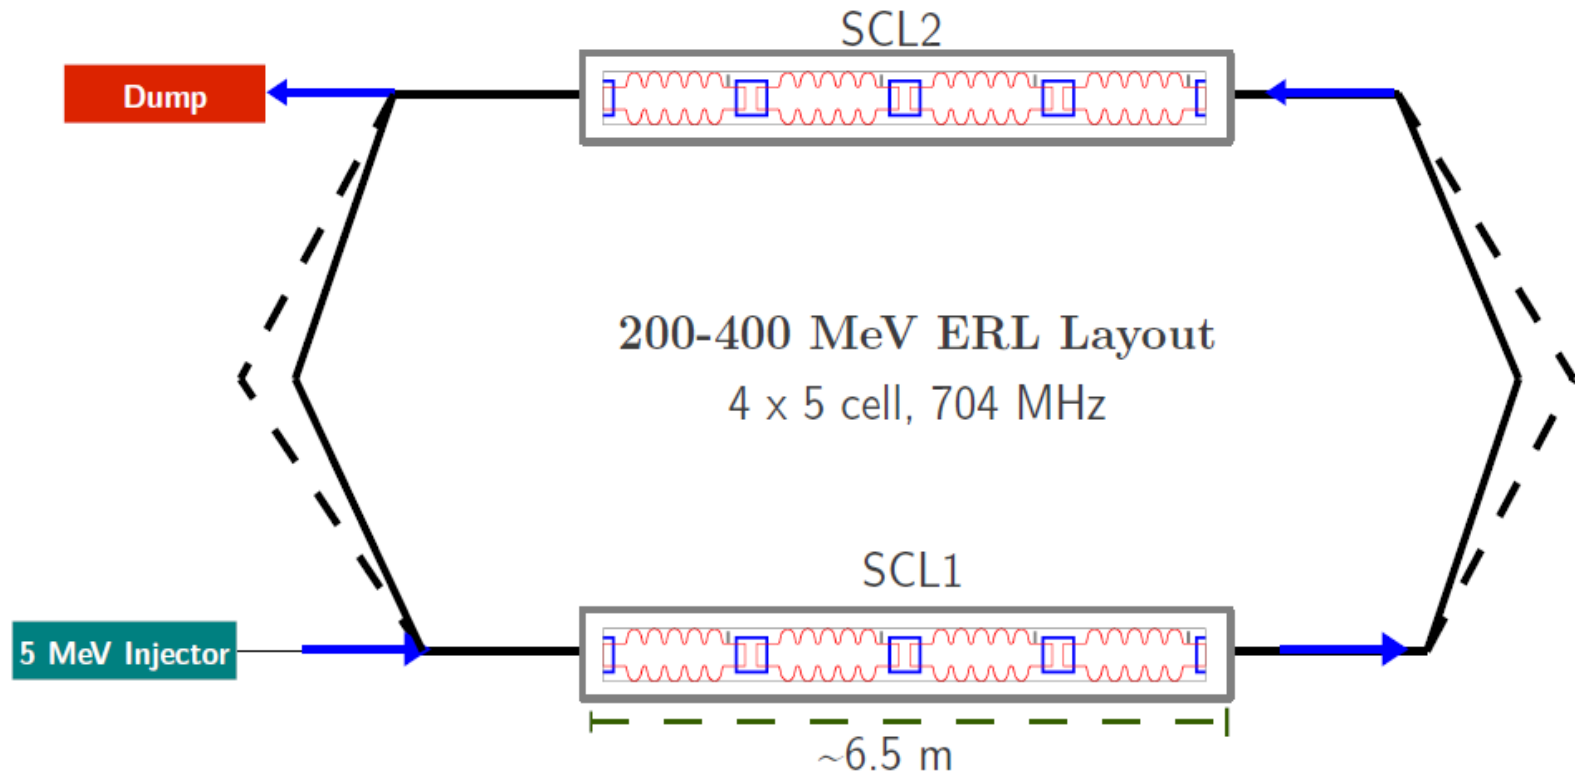 SCL2
Dump
200-400 MeV ERL Layout
4 x 5 cell, 704 MHz
SCL1
5 MeV Injector
~6.5 m